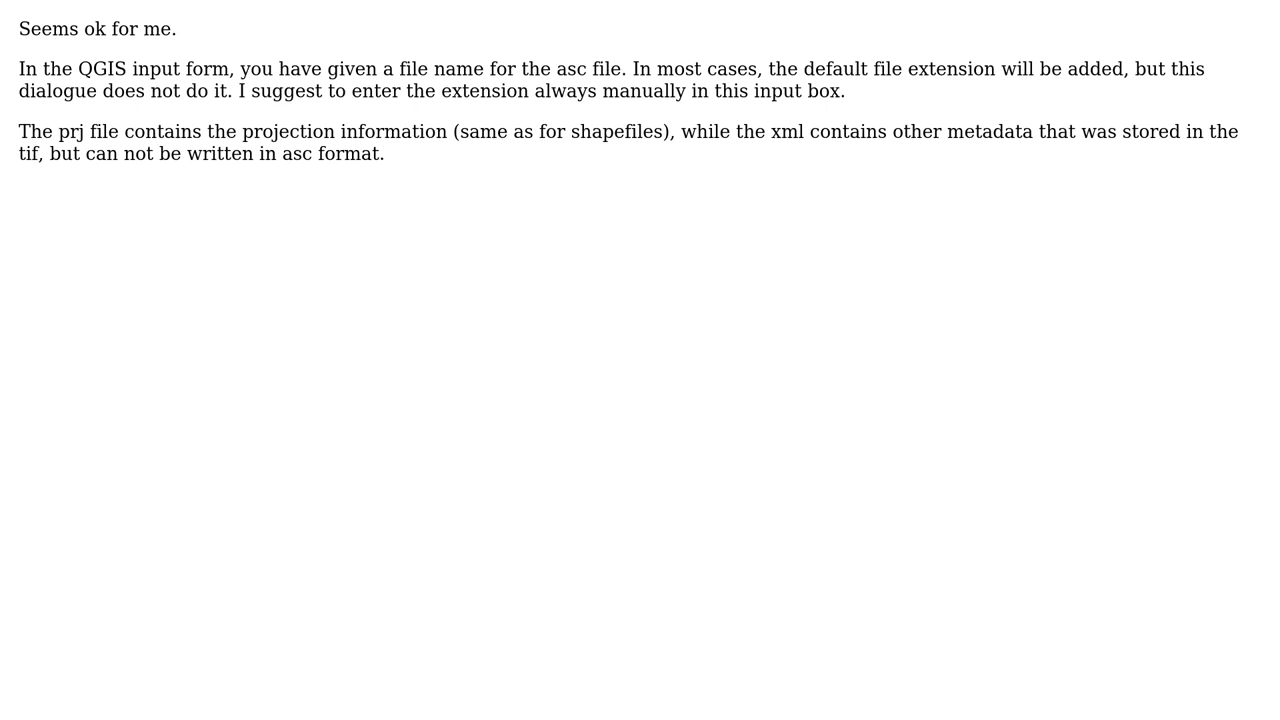 Seems ok for me.
In the QGIS input form, you have given a file name for the asc file. In most cases, the default file extension will be added, but this
dialogue does not do it. I suggest to enter the extension always manually in this input box.
The prj file contains the projection information (same as for shapefiles), while the xml contains other metadata that was stored in the
tif, but can not be written in asc format.